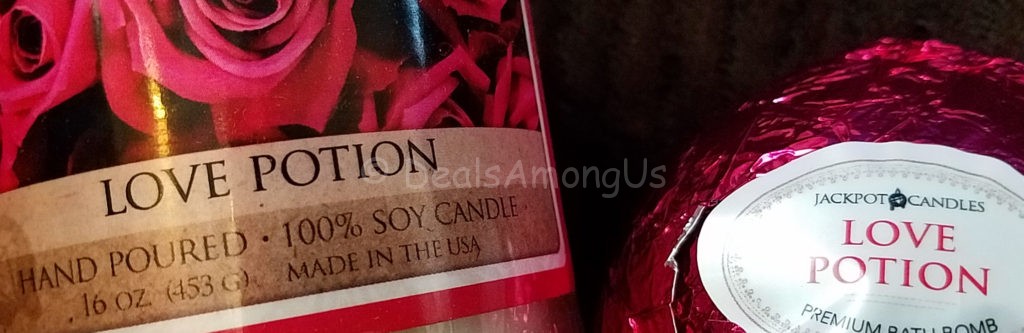 LOVE POTION
HAND POURED • 100% SOY CANDLE
16 OZ. (453 G) MADE IN THE USA
© DealsAmongUs
JACKPOT CANDLES
LOVE
POTION
PREMIUM BATH BOMB